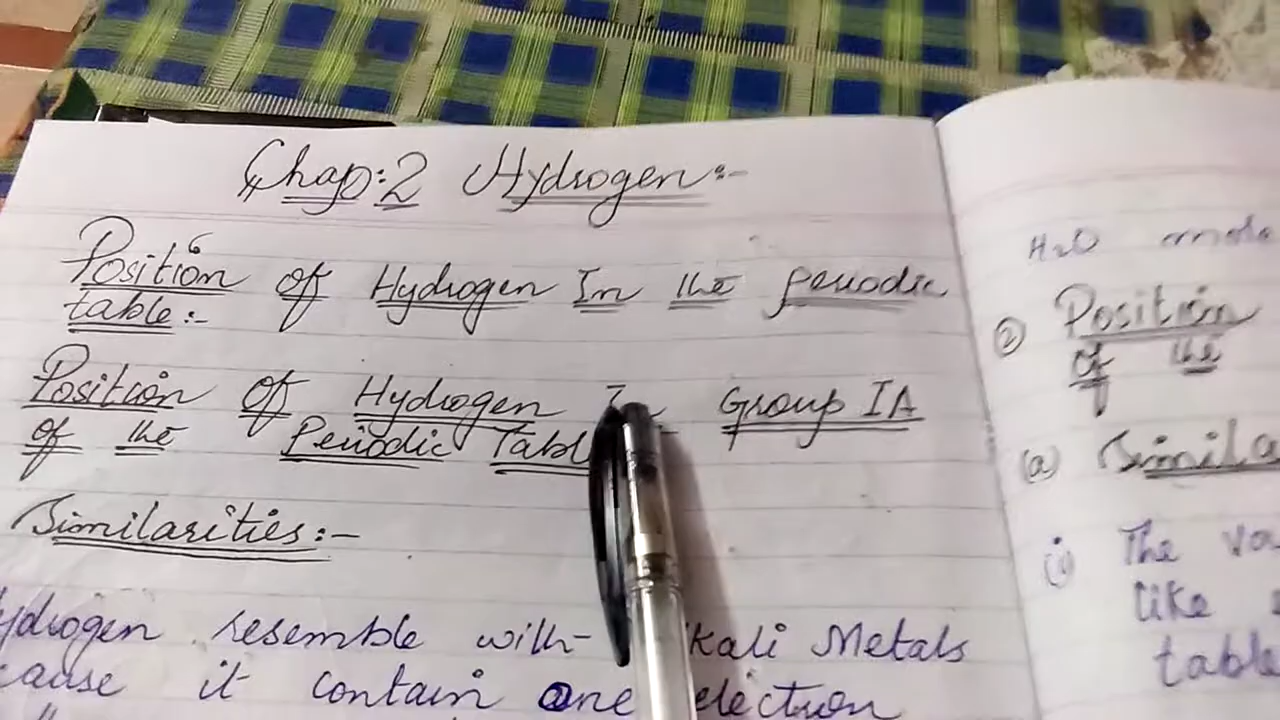 Chap:2 Hydrogen:-
Position of Hydrogen In the periodic
table:-
Position of Hydrogen Group IA
of the Periodic Table
Similarities:-
ydrogen resemble with- kali Metals
cause it contain one electron
H2O
② Position
of the
(a) Simila
(i) The va
like
table